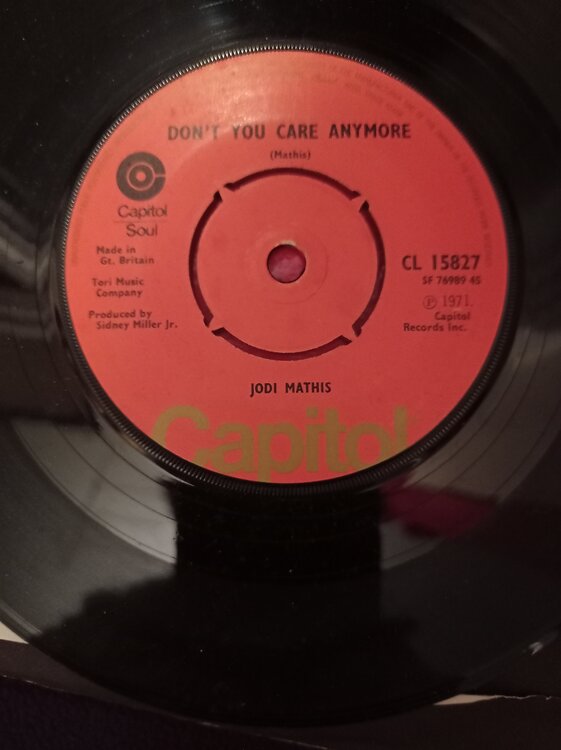 DON'T YOU CARE ANYMORE
(Mathis)
Capitol
Soul
Made in
Gt. Britain
Tori Music
Company
Produced by
Sidney Miller Jr.
CL 15827
SF 76989 45
Ⓟ 1971.
Capitol
Records Inc.
JODI MATHIS
Capitol